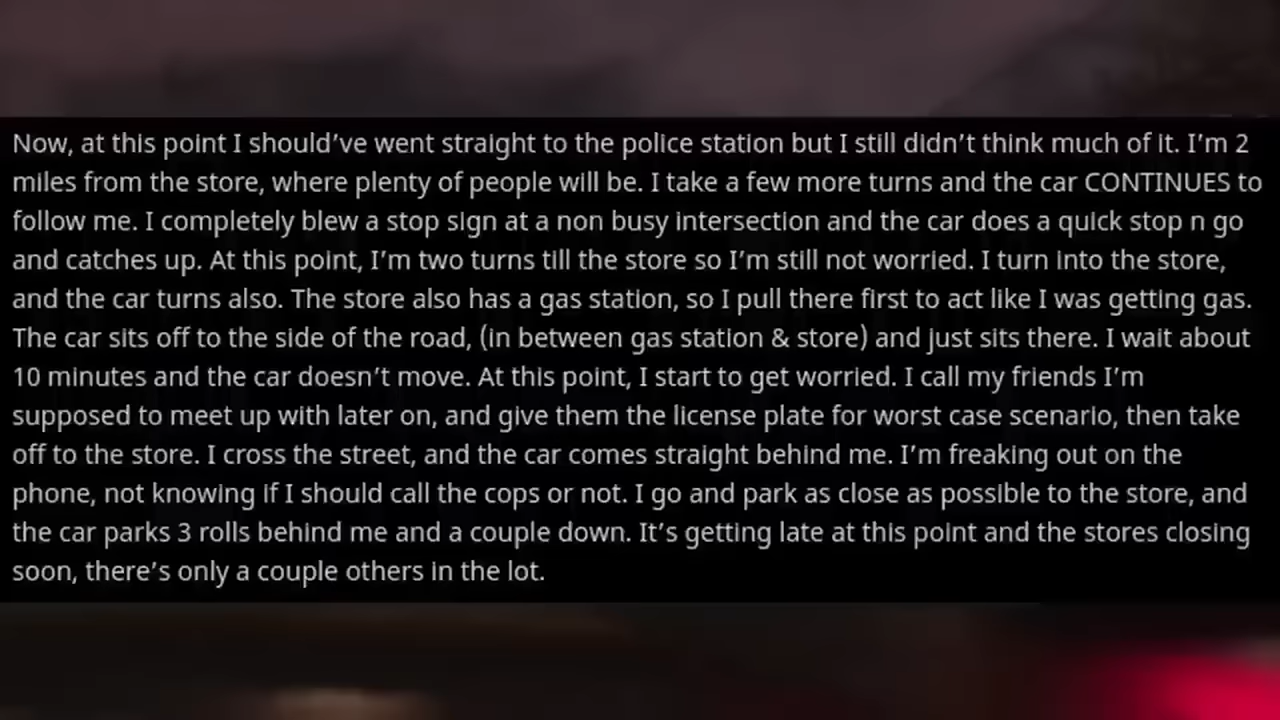 Now, at this point I should’ve went straight to the police station but I still didn’t think much of it. I’m 2
miles from the store, where plenty of people will be. I take a few more turns and the car CONTINUES to
follow me. I completely blew a stop sIgn at a non busy intersection and the car does a quick stop n go
and catches up. At this point, I’m two turns till the store so I’m still not worried. I turn into the store,
and the car turns also. The store also has a gas station, so I pull there first to act like I was getting gas.
The car sits off to the side of the road, (in between gas station & store) and just sits there. I wait about
10 minutes and the car doesn’t move. At this point, I start to get worried. I call my friends I’m
supposed to meet up with later on, and give them the license plate for worst case scenario, then take
off to the store. I cross the street, and the car comes straight behind me. I’m freaking out on the
phone, not knowing if I should call the cops or not. I go and park as close as possible to the store, and
the car parks 3 rolls behind me and a couple down. It’s getting late at this point and the stores closing
soon, there’s only a couple others in the lot.